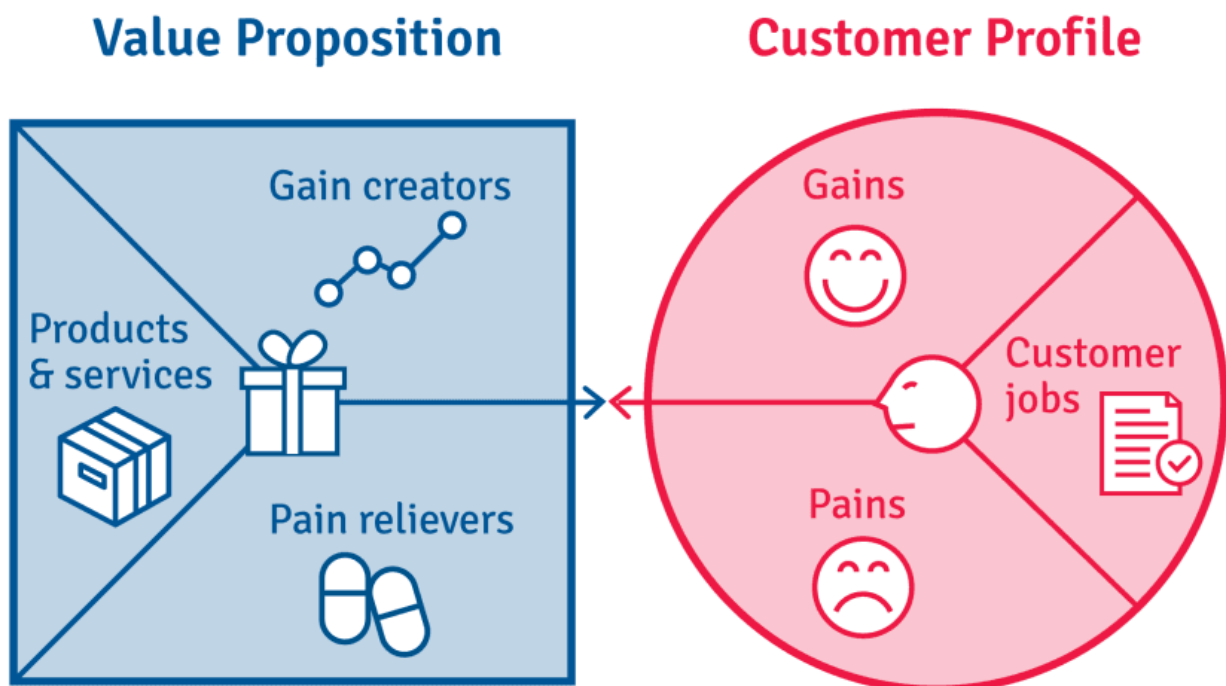 Value Proposition
Customer Profile
Gain creators
Products
& services
Pain relievers
Gains
Customer
jobs
Pains